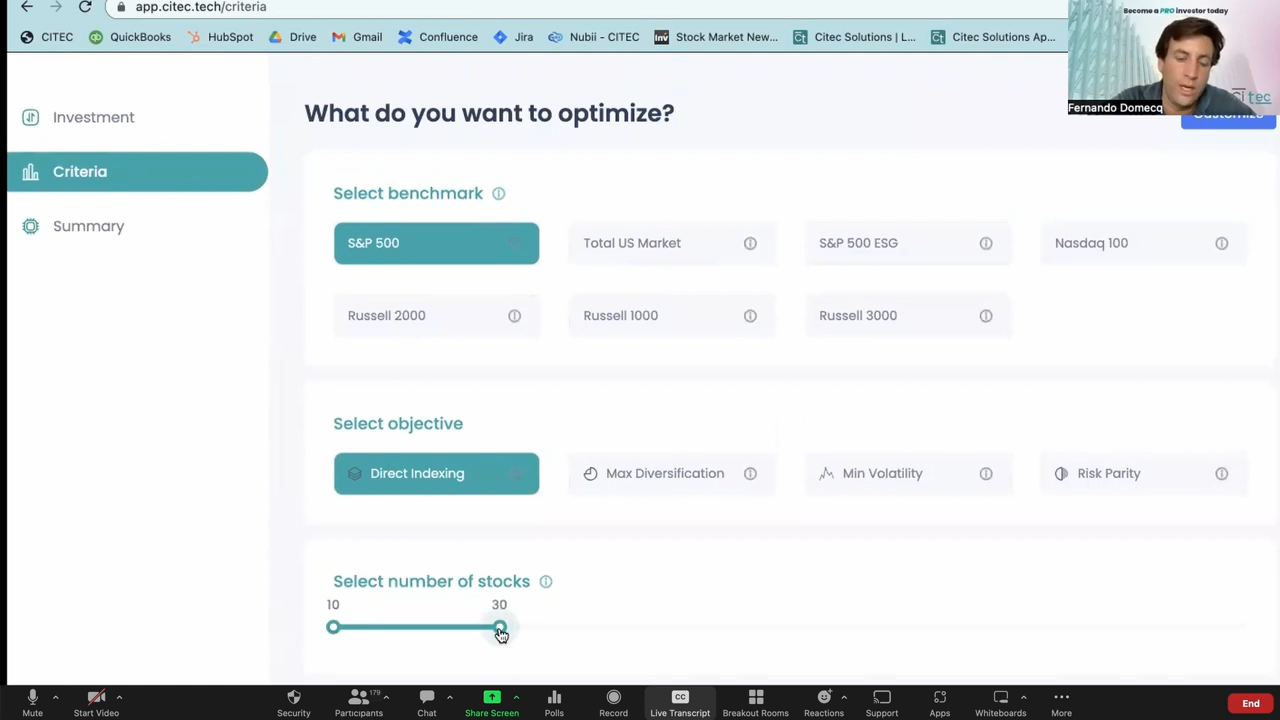 app.citec.tech/criteria
Become a PRO investor today
CITEC QuickBooks HubSpot Drive Gmail Confluence Jira Nubii - CITEC Stock Market New... Citec Solutions | L... Citec Solutions Ap...
Citec
Fernando Domecq
Customize
Investment
Criteria
Summary
What do you want to optimize?
Select benchmark
S&P 500 Total US Market S&P 500 ESG Nasdaq 100
Russell 2000 Russell 1000 Russell 3000
Select objective
Direct Indexing Max Diversification Min Volatility Risk Parity
Select number of stocks
10 30
179
CC
Mute Start Video Security Participants Chat Share Screen Polls Record Live Transcript Breakout Rooms Reactions Support Apps Whiteboards More End